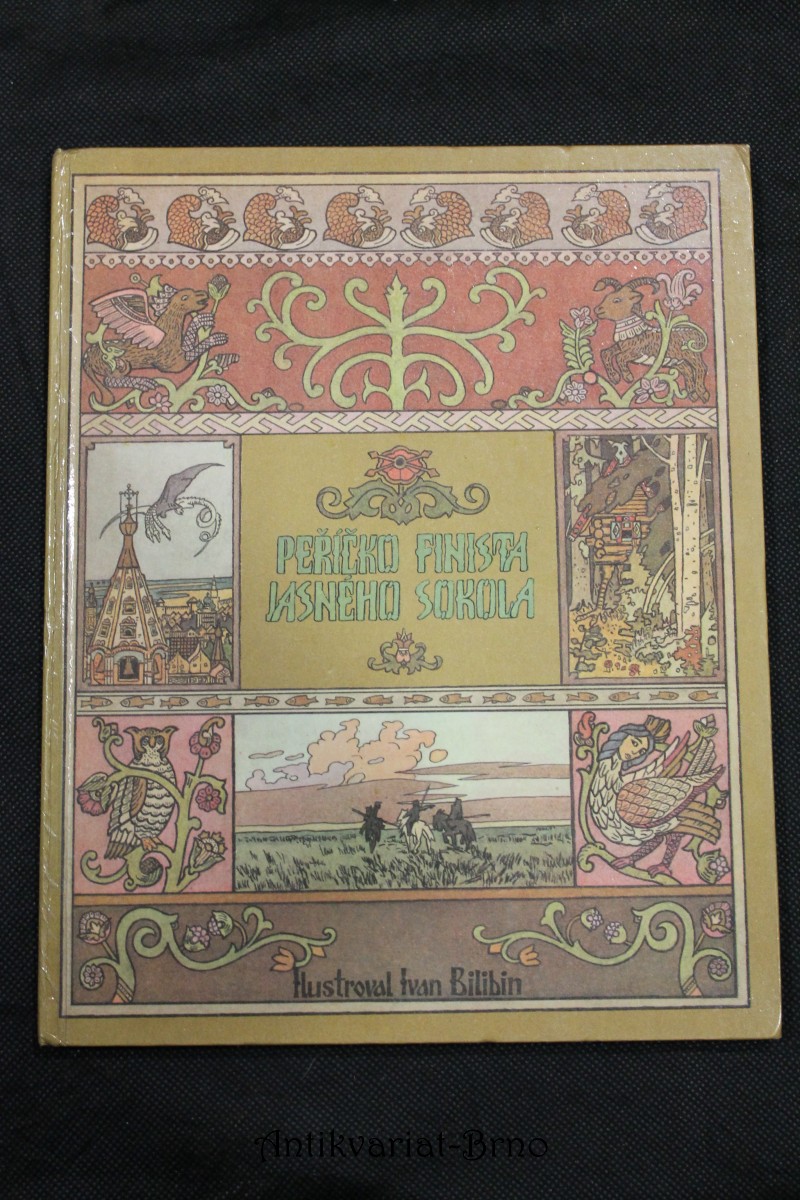 PEŘÍČKO FINISTA
JASNÉHO SOKOLA
Ilustroval Ivan Bilibin
Antikvariat-Brno